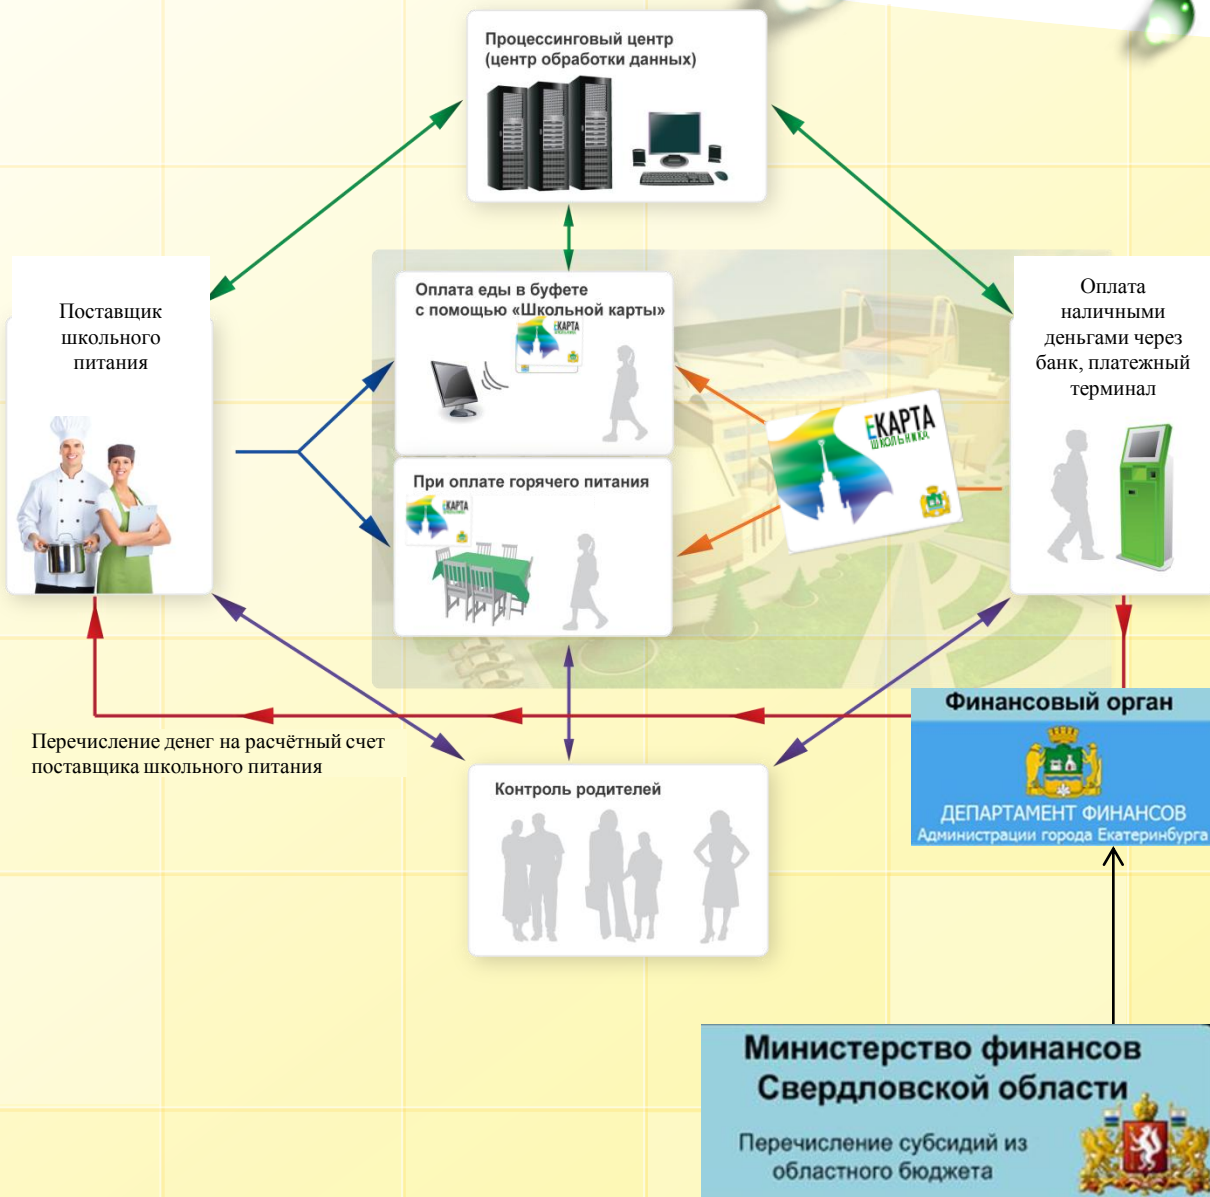 Процессинговый центр
(центр обработки данных)
Поставщик
школьного
питания
Оплата еды в буфете
с помощью «Школьной карты»
ЕКАРТА
Оплата
наличными
деньгами через
банк, платежный
терминал
ЕКАРТА
ШКОЛЬНИКА
При оплате горячего питания
ЕКАРТА
Перечисление денег на расчётный счет
поставщика школьного питания
Финансовый орган
ДЕПАРТАМЕНТ ФИНАНСОВ
Администрации города Екатеринбурга
Контроль родителей
Министерство финансов
Свердловской области
Перечисление субсидий из
областного бюджета